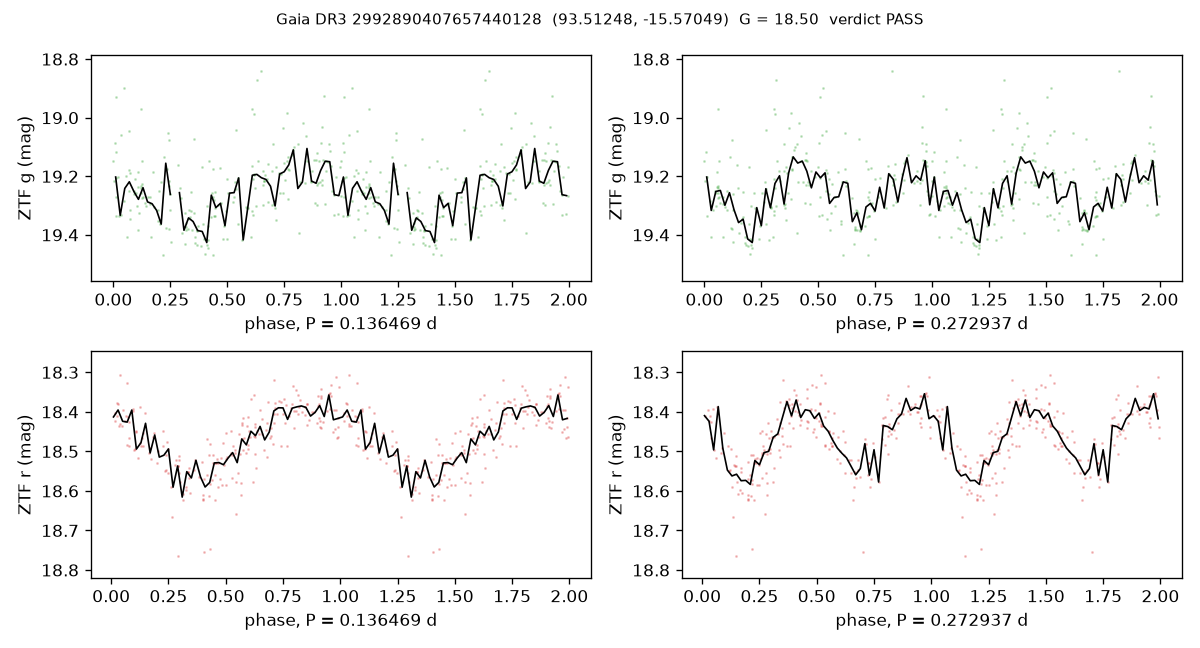 Gaia DR3 2992890407657440128  (93.51248, -15.57049)  G = 18.50  verdict PASS
18.8
19.0
19.2
19.4
ZTF g (mag)
0.00 0.25 0.50 0.75 1.00 1.25 1.50 1.75 2.00
phase, P = 0.136469 d
18.8
19.0
19.2
19.4
ZTF g (mag)
0.00 0.25 0.50 0.75 1.00 1.25 1.50 1.75 2.00
phase, P = 0.272937 d
18.3
18.4
18.5
18.6
18.7
18.8
ZTF r (mag)
0.00 0.25 0.50 0.75 1.00 1.25 1.50 1.75 2.00
phase, P = 0.136469 d
18.3
18.4
18.5
18.6
18.7
18.8
ZTF r (mag)
0.00 0.25 0.50 0.75 1.00 1.25 1.50 1.75 2.00
phase, P = 0.272937 d